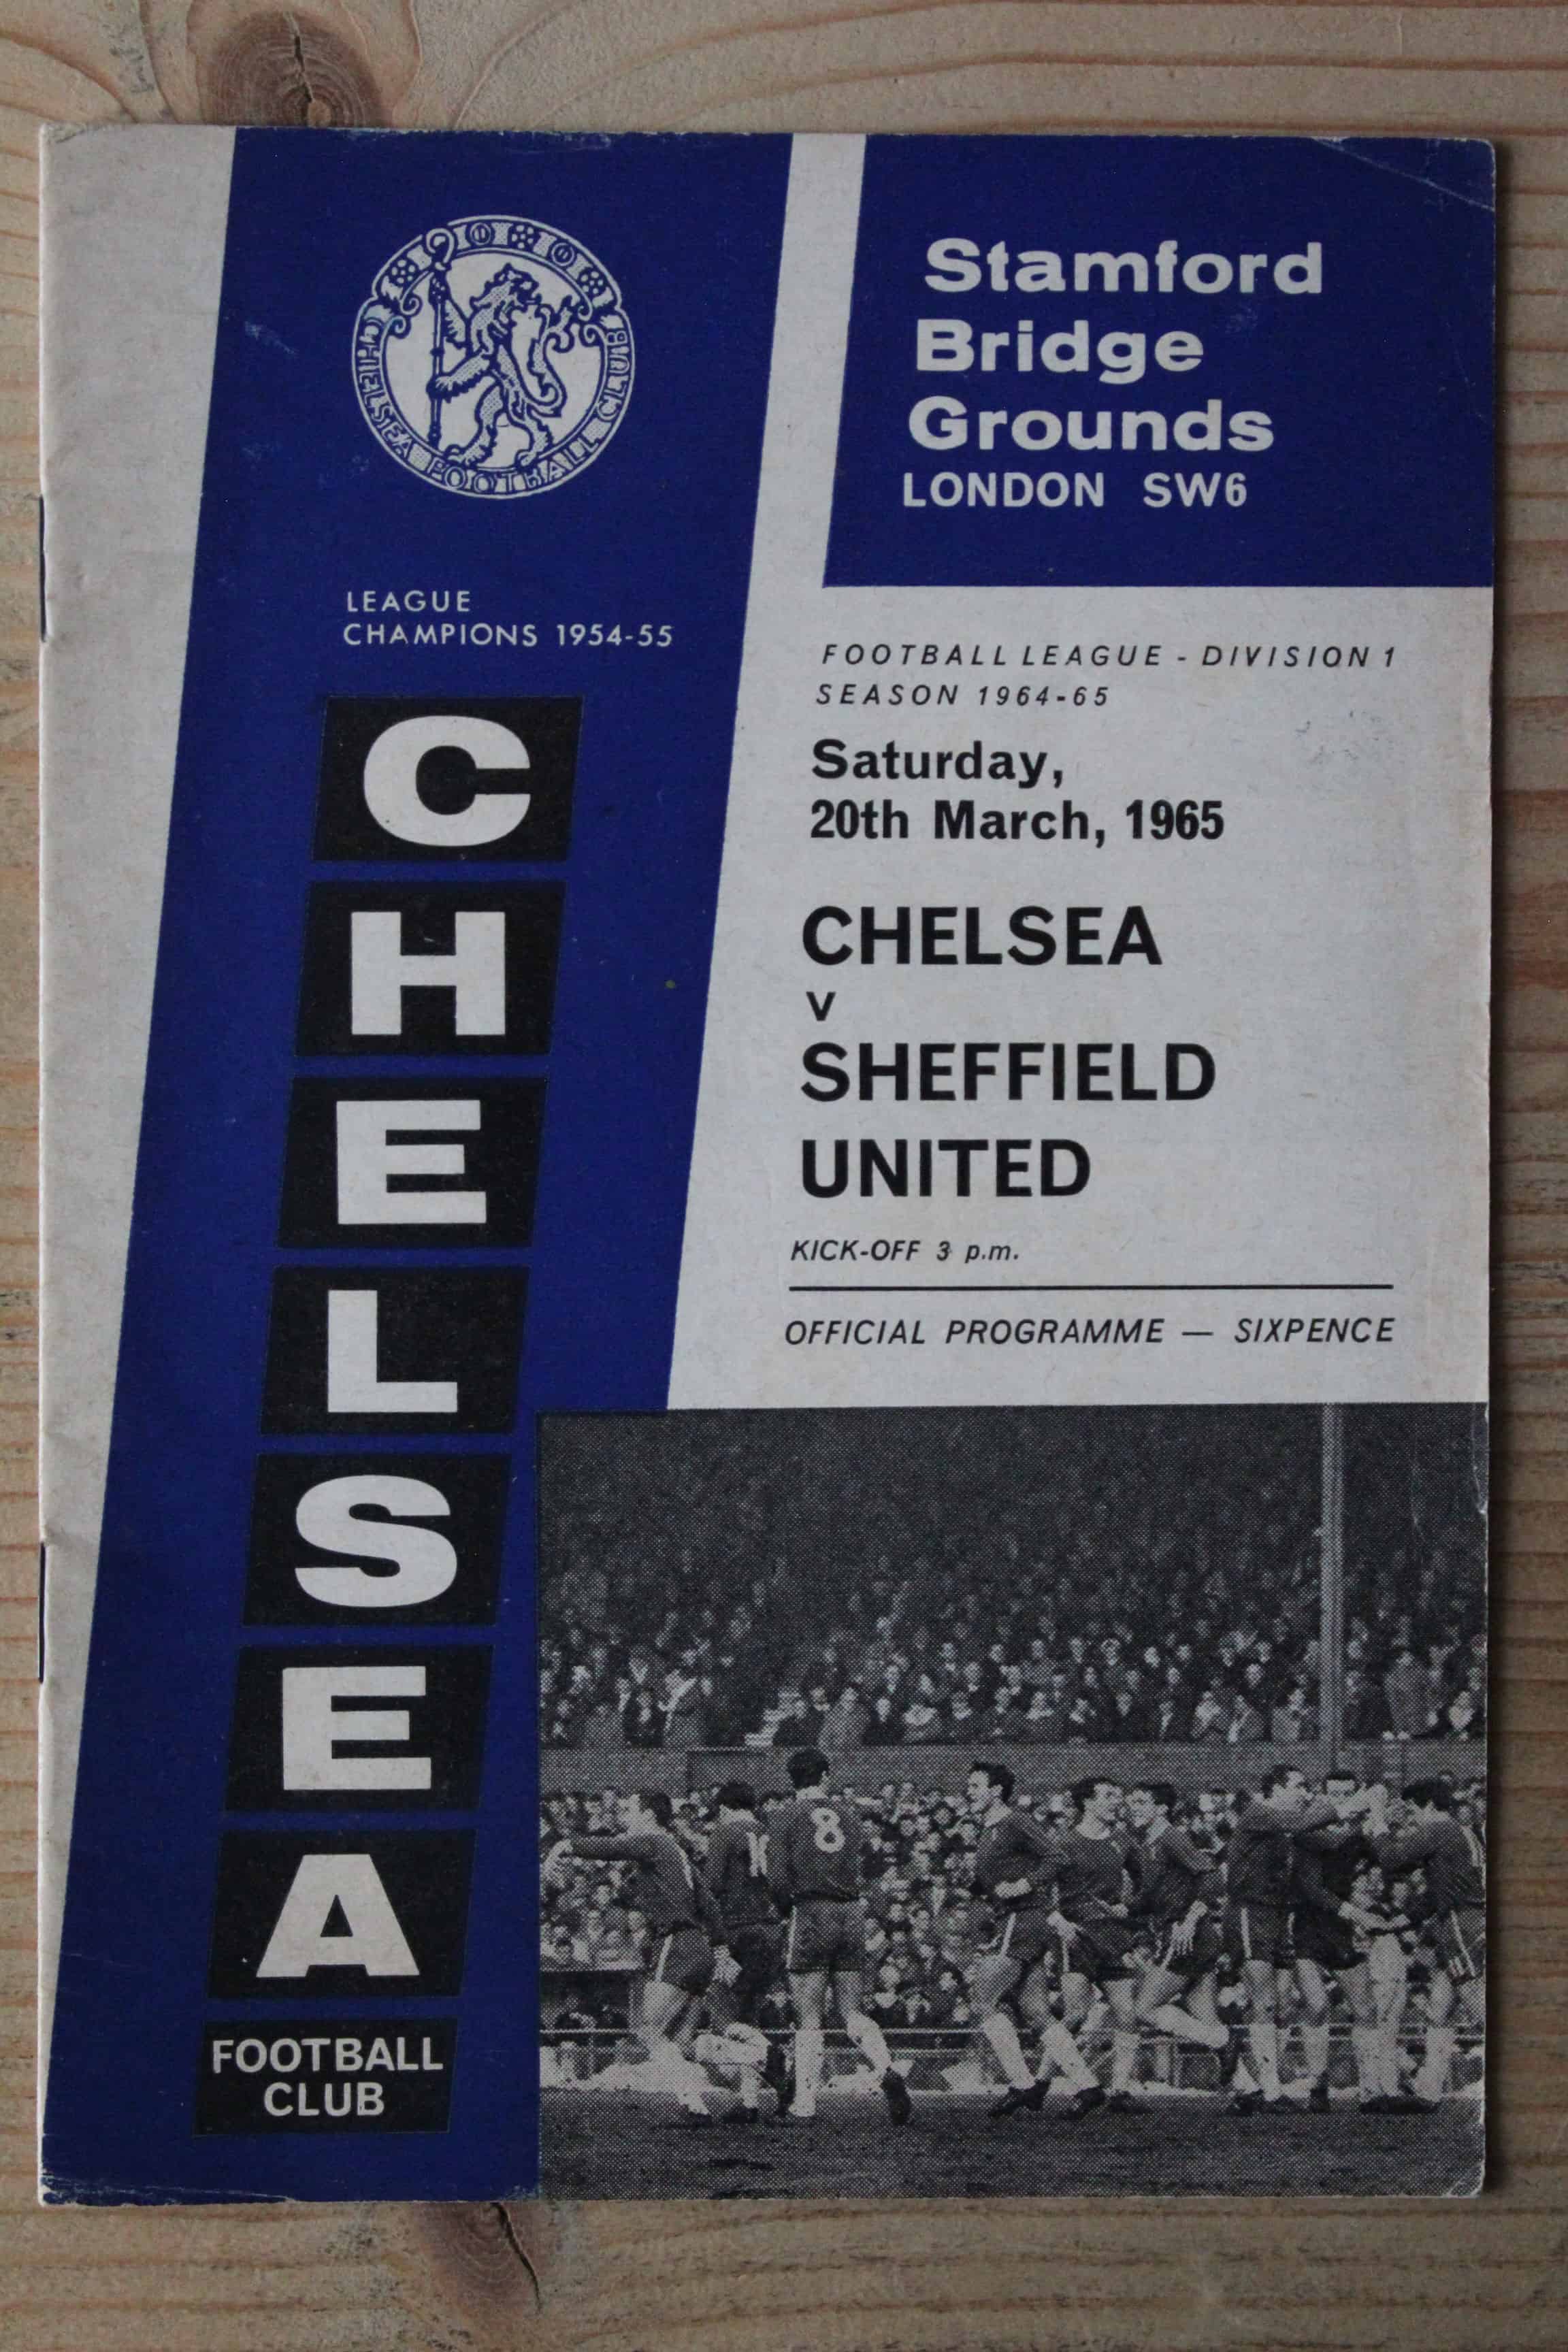 CHELSEA FOOTBALL CLUB
LEAGUE
CHAMPIONS 1954-55
CHELSEA
FOOTBALL
CLUB
Stamford
Bridge
Grounds
LONDON SW6
FOOTBALL LEAGUE - DIVISION 1
SEASON 1964-65
Saturday,
20th March, 1965
CHELSEA
v
SHEFFIELD
UNITED
KICK-OFF 3 p.m.
OFFICIAL PROGRAMME — SIXPENCE
8